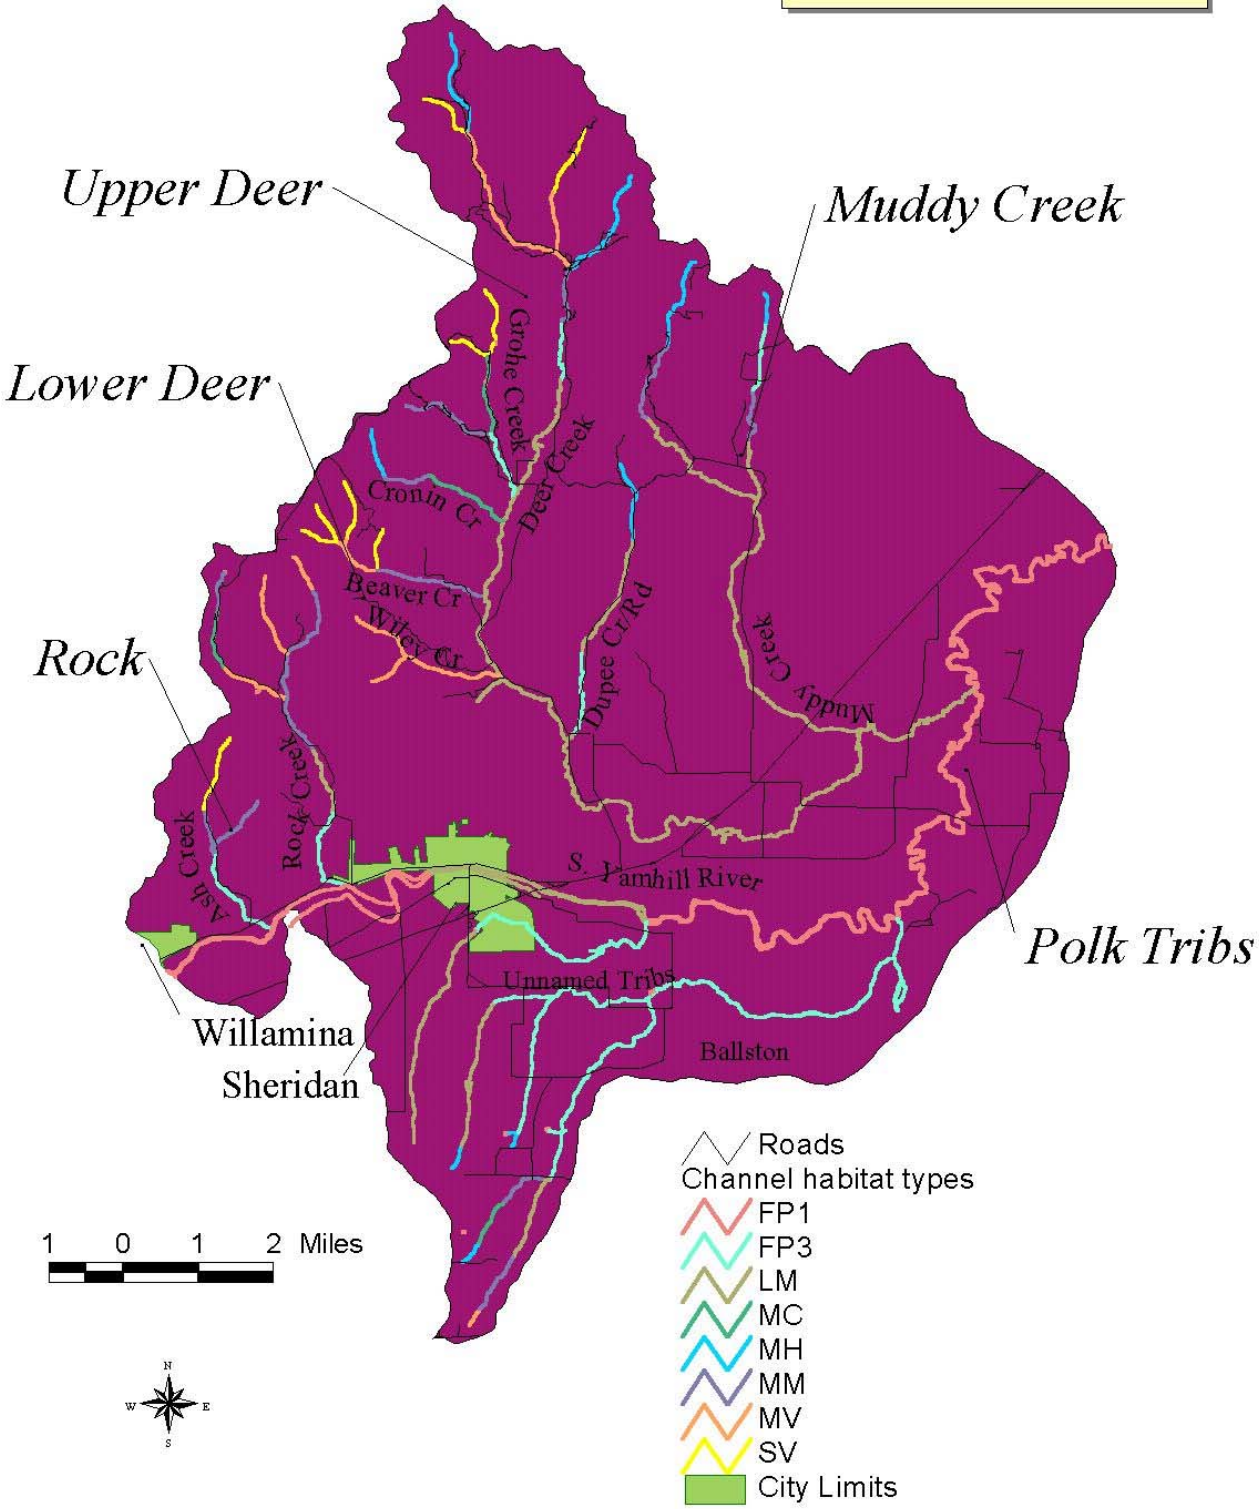 Upper Deer
Muddy Creek
Grohe Creek
Lower Deer
Deer Creek
Cronin Cr
Beaver Cr
Wiley Cr
Dupee Cr/Rd
Muddy Creek
Rock
Rock/Creek
Ash Creek
S. Yamhill River
Polk Tribs
Unnamed Tribs
Willamina
Ballston
Sheridan
Roads
Channel habitat types
FP1
FP3
LM
MC
MH
MM
MV
SV
City Limits
1 0 1 2 Miles
N
W E
S